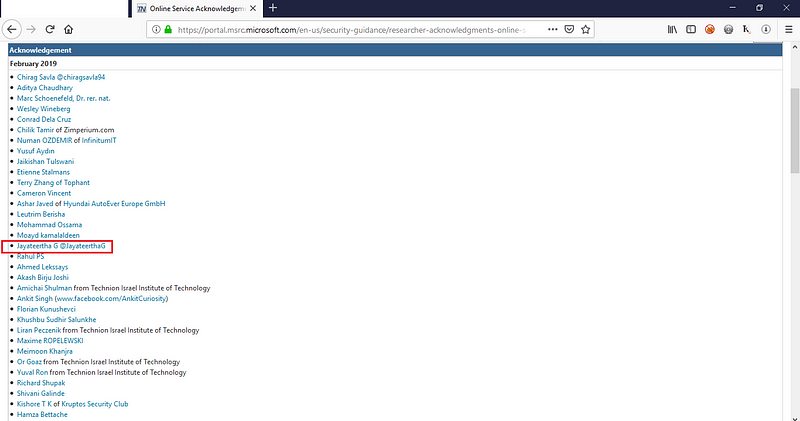 Online Service Acknowledgemen
https://portal.msrc.microsoft.com/en-us/security-guidance/researcher-acknowledgments-online-s
Acknowledgement
February 2019
Chirag Savla @chiragsavla94
Aditya Chaudhary
Marc Schoenefeld, Dr. rer. nat.
Wesley Wineberg
Conrad Dela Cruz
Chilik Tamir of Zimperium.com
Numan OZDEMIR of InfinitumIT
Yusuf Aydın
Jaikishan Tulswani
Etienne Stalmans
Terry Zhang of Tophant
Cameron Vincent
Ashar Javed of Hyundai AutoEver Europe GmbH
Leutrim Berisha
Mohammad Ossama
Moayd kamalaldeen
Jayateertha G @JayateerthaG
Rahul PS
Ahmed Lekssays
Akash Birju Joshi
Amichai Shulman from Technion Israel Institute of Technology
Ankit Singh (www.facebook.com/AnkitCuriosity)
Florian Kunushevci
Khushbu Sudhir Salunkhe
Liran Peczenik from Technion Israel Institute of Technology
Maxime ROPELEWSKI
Meimoon Khanjra
Or Goaz from Technion Israel Institute of Technology
Yuval Ron from Technion Israel Institute of Technology
Richard Shupak
Shivani Galinde
Kishore T K of Kruptos Security Club
Hamza Bettache